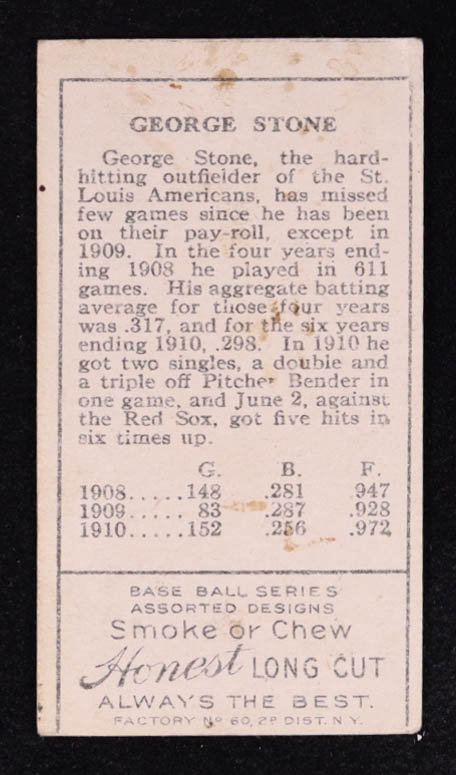 GEORGE STONE
George Stone, the hard-
hitting outfielder of the St.
Louis Americans, has missed
few games since he has been
on their pay-roll, except in
1909. In the four years end-
ing 1908 he played in 611
games. His aggregate batting
average for those four years
was .317, and for the six years
ending 1910, .298. In 1910 he
got two singles, a double and
a triple off Pitcher Bender in
one game, and June 2, against
the Red Sox, got five hits in
six times up.
G. B. F.
1908.....148 .281 .947
1909.....83 .287 .928
1910.....152 .256 .972
BASE BALL SERIES
ASSORTED DESIGNS
Smoke or Chew
Honest LONG CUT
ALWAYS THE BEST.
FACTORY Nº 60, 2º DIST. N.Y.